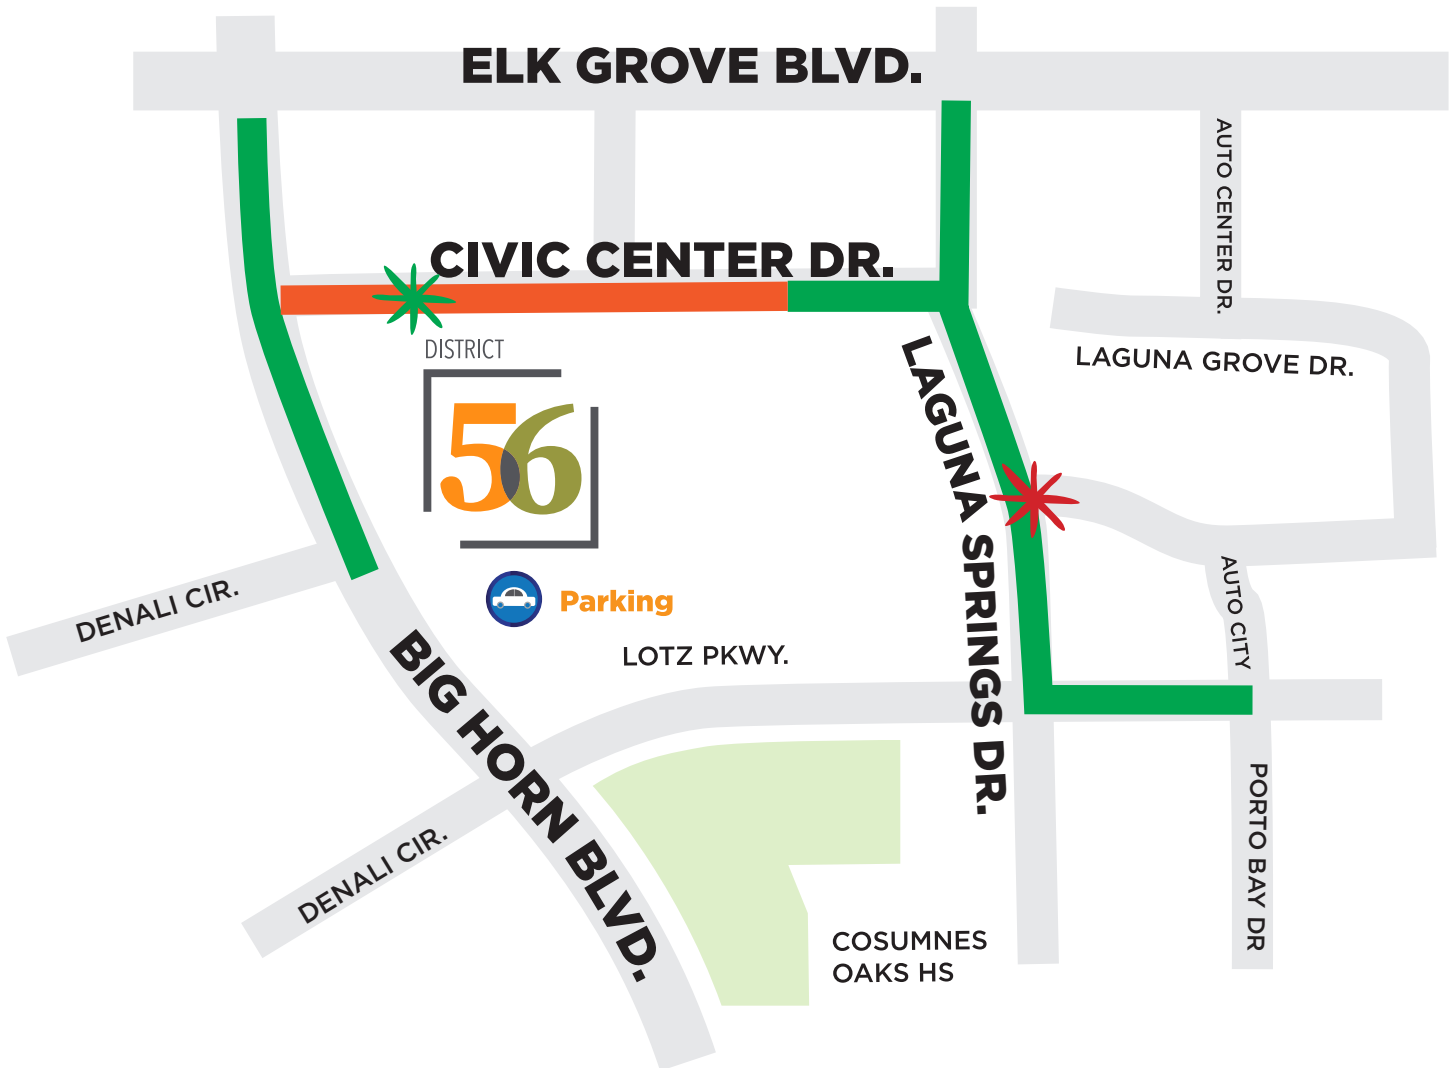 ELK GROVE BLVD.
AUTO CENTER DR.
CIVIC CENTER DR.
DISTRICT
56
LAGUNA GROVE DR.
LAGUNA SPRINGS DR.
DENALI CIR.
Parking
AUTO CITY
LOTZ PKWY.
BIG HORN BLVD.
PORTO BAY DR
DENALI CIR.
COSUMNES
OAKS HS